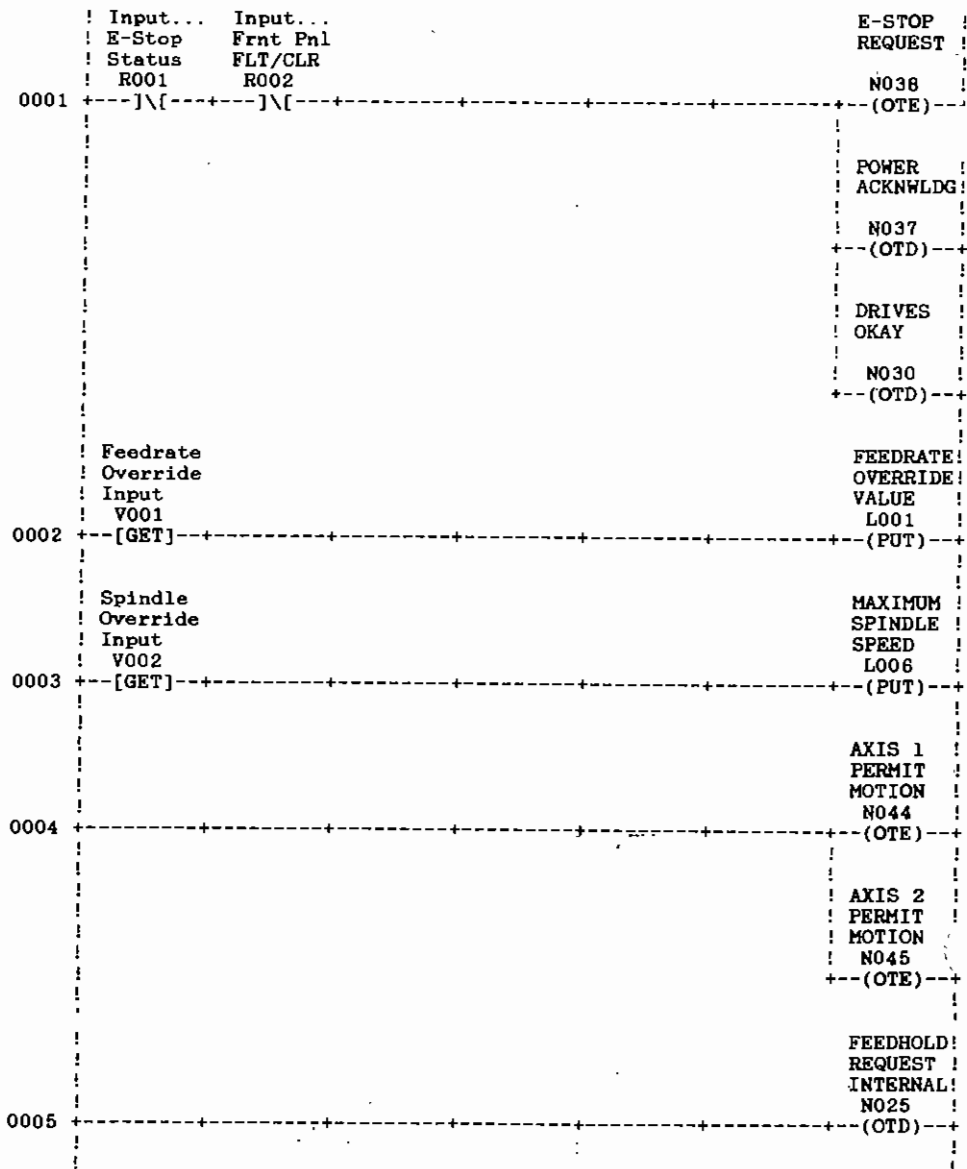 ! Input... Input... E-STOP !
! E-Stop Frnt Pnl REQUEST !
! Status FLT/CLR !
! R001 R002 N038 !
0001 +---]\[---+---]\[---+---------+---------+---------+---------+--(OTE)--+
! POWER !
! ACKNWLDG!
! N037 !
+--(OTD)--+
! DRIVES !
! OKAY !
! N030 !
+--(OTD)--+
! Feedrate FEEDRATE!
! Override OVERRIDE!
! Input VALUE !
! V001 L001 !
0002 +--[GET]--+---------+---------+---------+---------+---------+--(PUT)--+
! Spindle MAXIMUM !
! Override SPINDLE !
! Input SPEED !
! V002 L006 !
0003 +--[GET]--+---------+---------+---------+---------+---------+--(PUT)--+
AXIS 1 !
PERMIT !
MOTION !
N044 !
0004 +---------+---------+---------+---------+---------+---------+--(OTE)--+
! AXIS 2 !
! PERMIT !
! MOTION !
! N045 !
+--(OTE)--+
FEEDHOLD!
REQUEST !
INTERNAL!
N025 !
0005 +---------+---------+---------+---------+---------+---------+--(OTD)--+